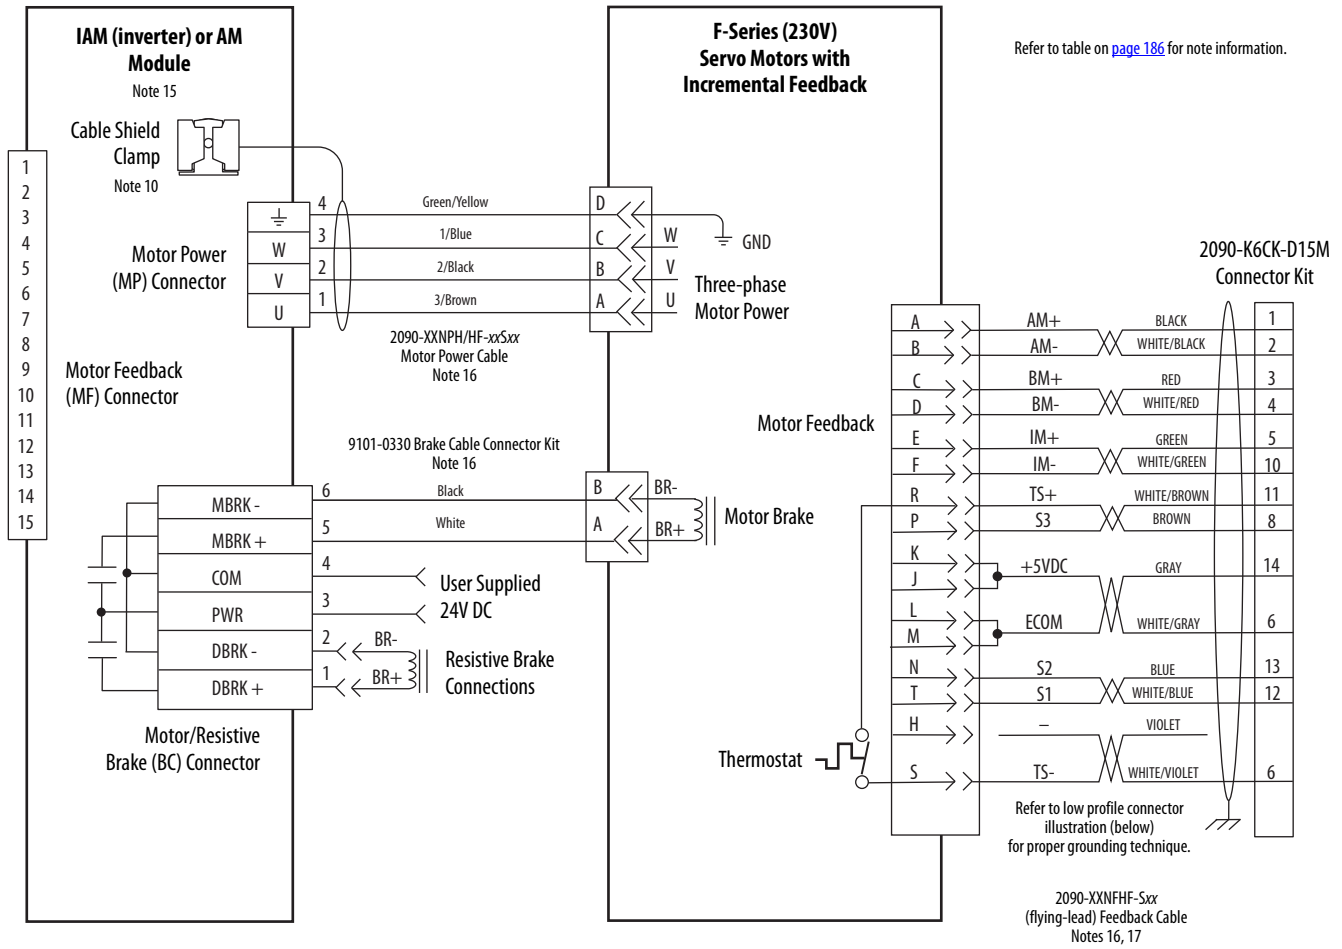 IAM (inverter) or AM
Module
Note 15
Cable Shield
Clamp
Note 10
1
2
3
4
5
6
7
8
9
10
11
12
13
14
15
Motor Power
(MP) Connector
W
V
U
4
3
2
1
Green/Yellow
1/Blue
2/Black
3/Brown
2090-XXNPH/HF-xxSxx
Motor Power Cable
Note 16
Motor Feedback
(MF) Connector
9101-0330 Brake Cable Connector Kit
Note 16
MBRK -
MBRK +
COM
PWR
DBRK -
DBRK +
6
5
4
3
2
1
Black
White
User Supplied
24V DC
BR-
BR+
Resistive Brake
Connections
Motor/Resistive
Brake (BC) Connector
F-Series (230V)
Servo Motors with
Incremental Feedback
D
C
B
A
W
V
U
GND
Three-phase
Motor Power
B
A
BR-
BR+
Motor Brake
Motor Feedback
Thermostat
Refer to table on page 186 for note information.
2090-K6CK-D15M
Connector Kit
A AM+ BLACK 1
B AM- WHITE/BLACK 2
C BM+ RED 3
D BM- WHITE/RED 4
E IM+ GREEN 5
F IM- WHITE/GREEN 10
R TS+ WHITE/BROWN 11
P S3 BROWN 8
K
+5VDC GRAY 14
J
L
ECOM WHITE/GRAY 6
M
N S2 BLUE 13
T S1 WHITE/BLUE 12
H – VIOLET
S TS- WHITE/VIOLET 6
Refer to low profile connector
illustration (below)
for proper grounding technique.
2090-XXNFHF-Sxx
(flying-lead) Feedback Cable
Notes 16, 17